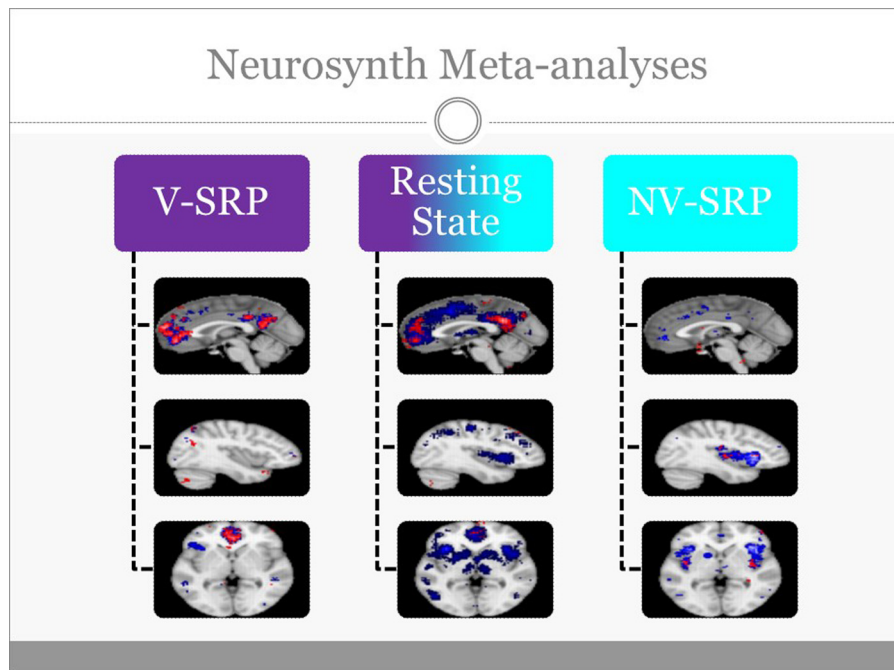 Neurosynth Meta-analyses
V-SRP
Resting
State
NV-SRP